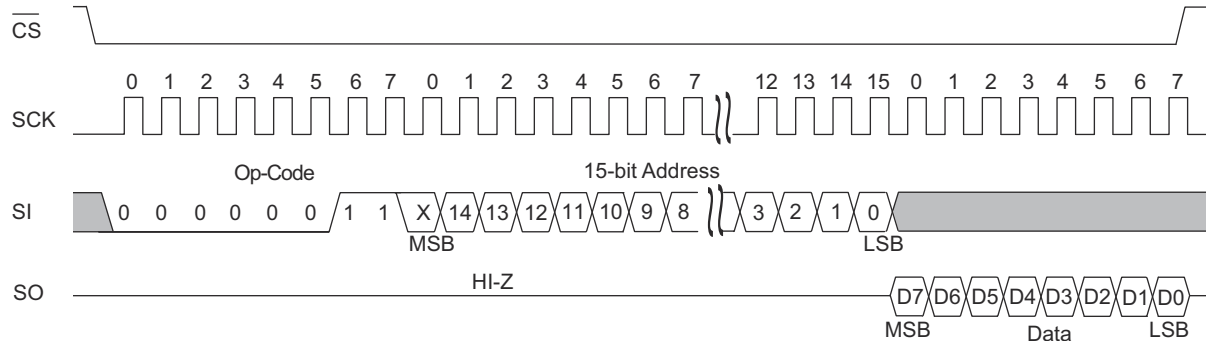 CS
0 1 2 3 4 5 6 7 0 1 2 3 4 5 6 7 12 13 14 15 0 1 2 3 4 5 6 7
SCK
Op-Code 15-bit Address
SI 0 0 0 0 0 0 1 1 X 14 13 12 11 10 9 8 3 2 1 0
MSB LSB
HI-Z
SO D7 D6 D5 D4 D3 D2 D1 D0
MSB Data LSB